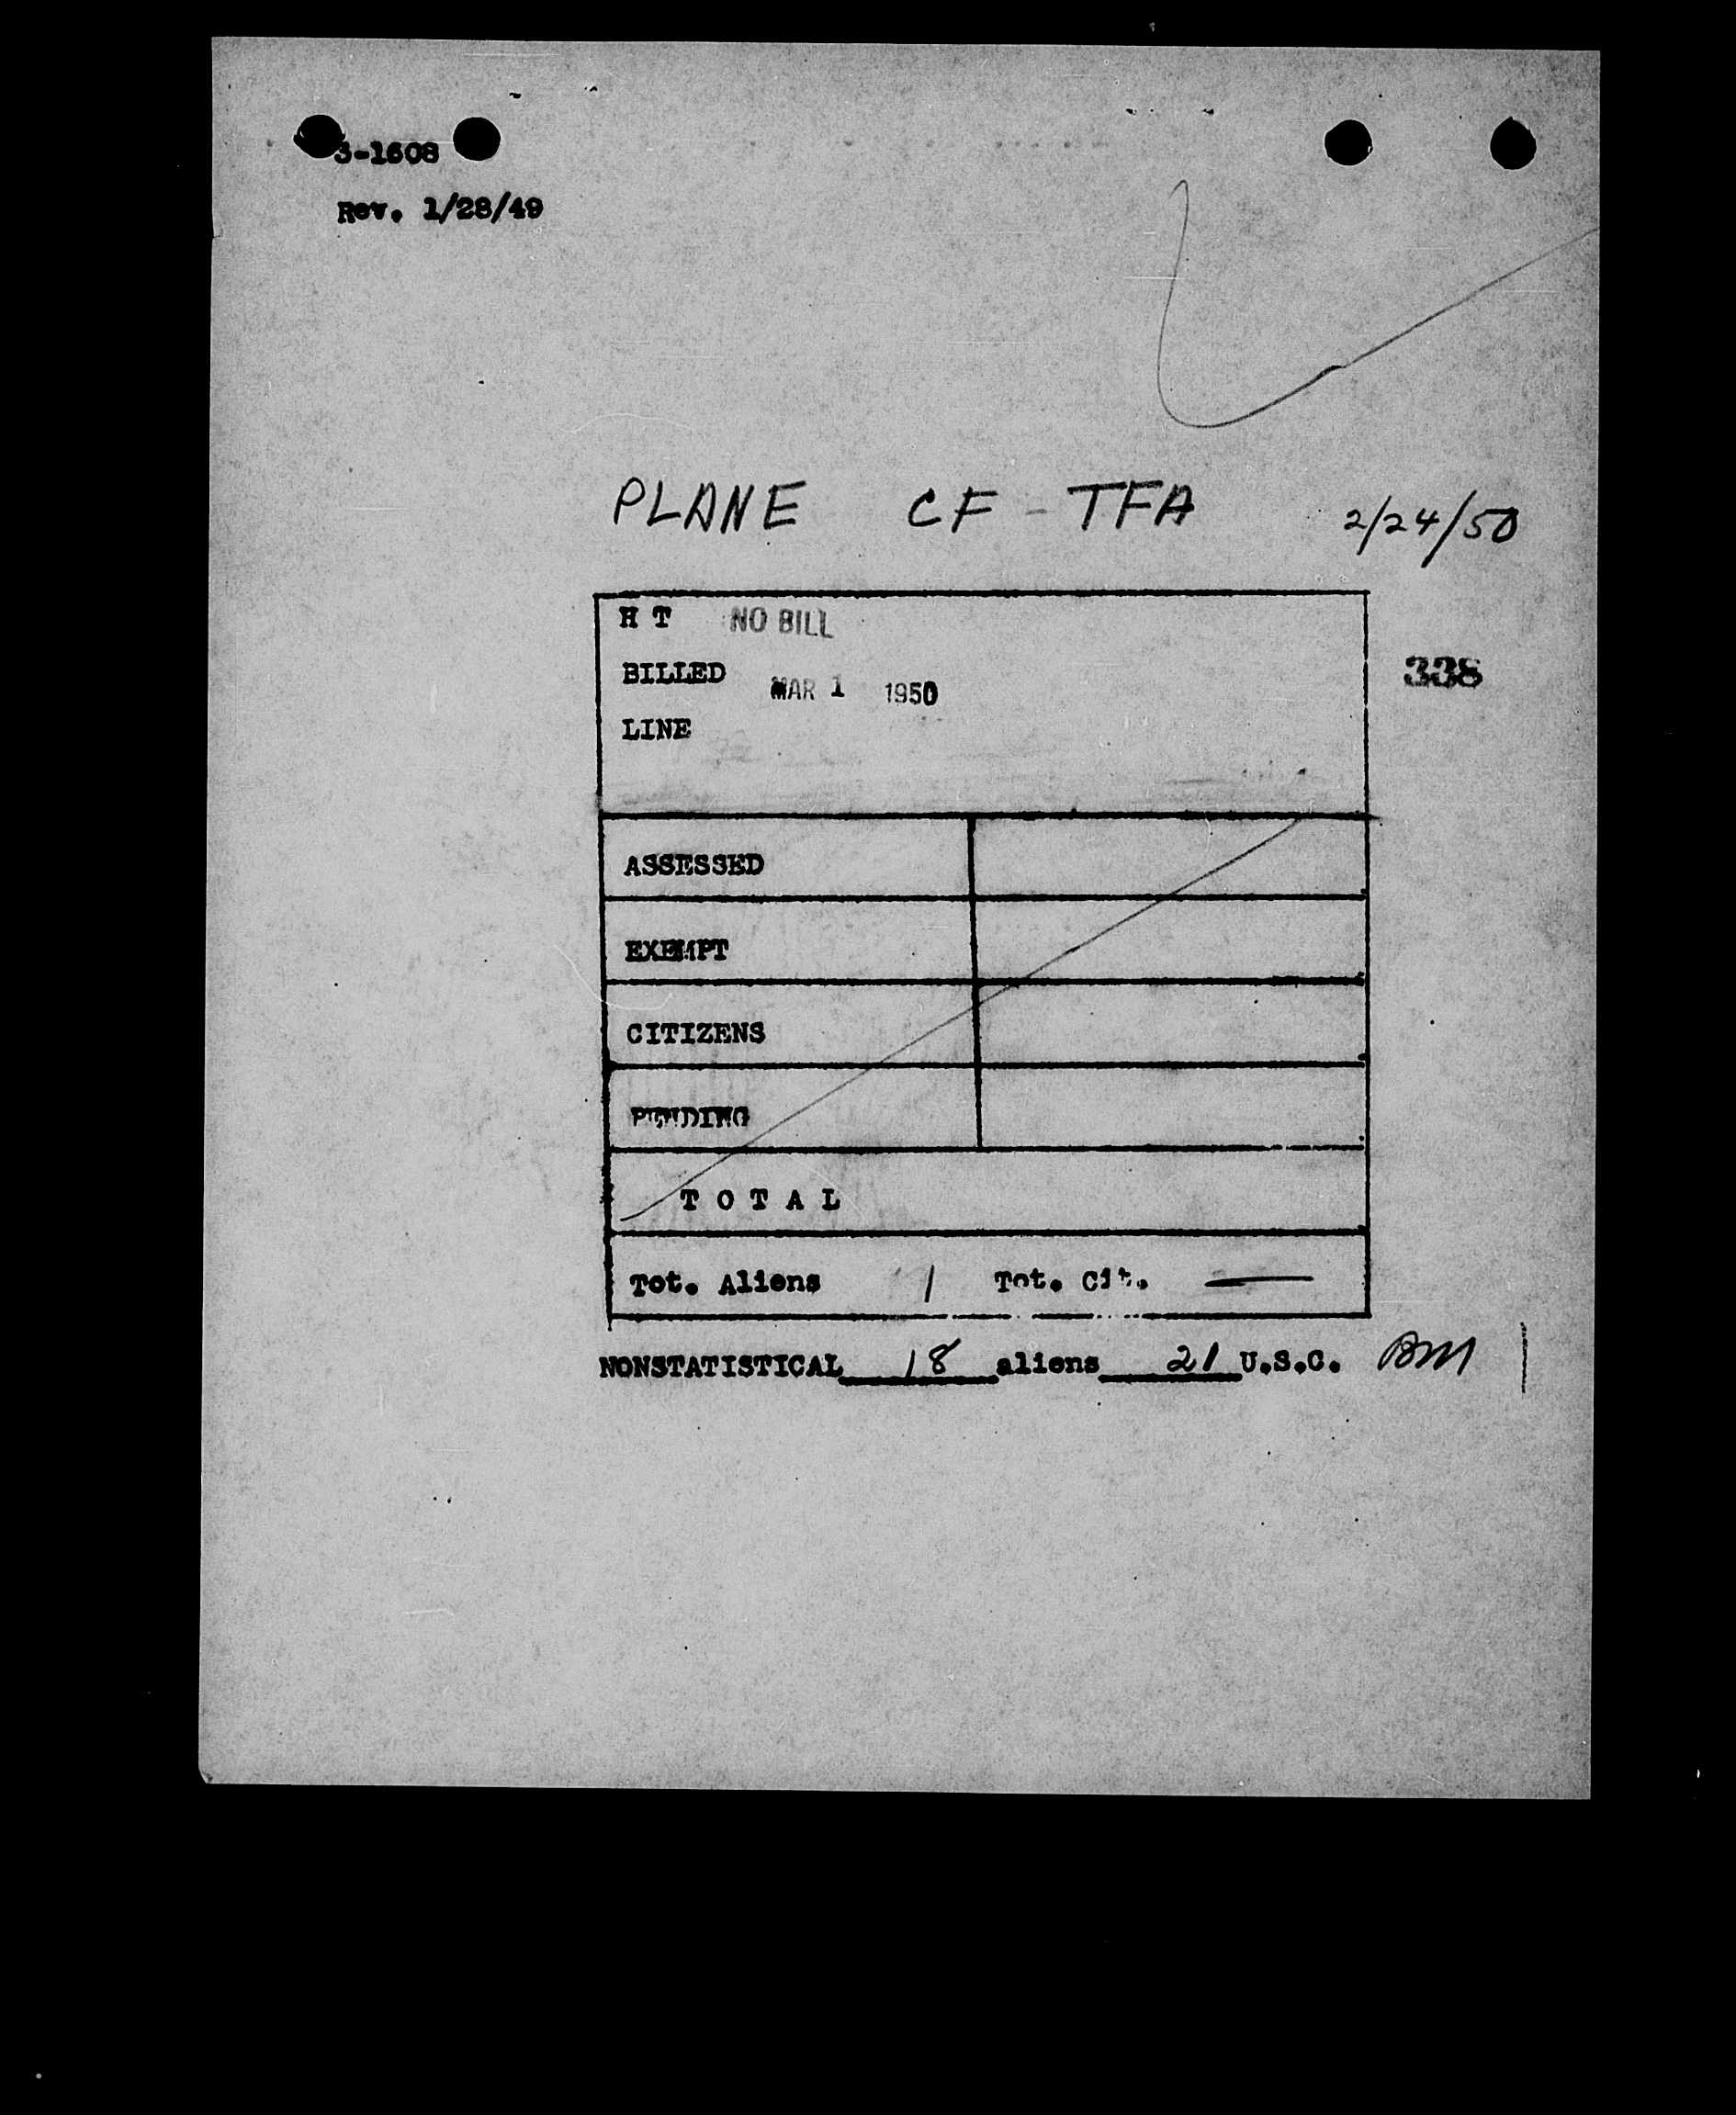 3-1608
Rev. 1/28/49
PLANE CF - TFA 2/24/50
H T NO BILL
338
BILLED MAR 1 1950
LINE
ASSESSED
EXEMPT
CITIZENS
PENDING
T O T A L
Tot. Aliens 1 Tot. Cit. —
NONSTATISTICAL 18 aliens 21 U.S.C. BM